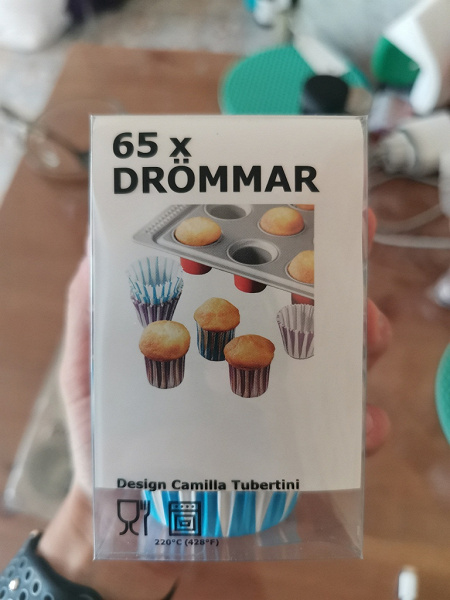 65 x
DRÖMMAR
Design Camilla Tubertini
220°C (428°F)